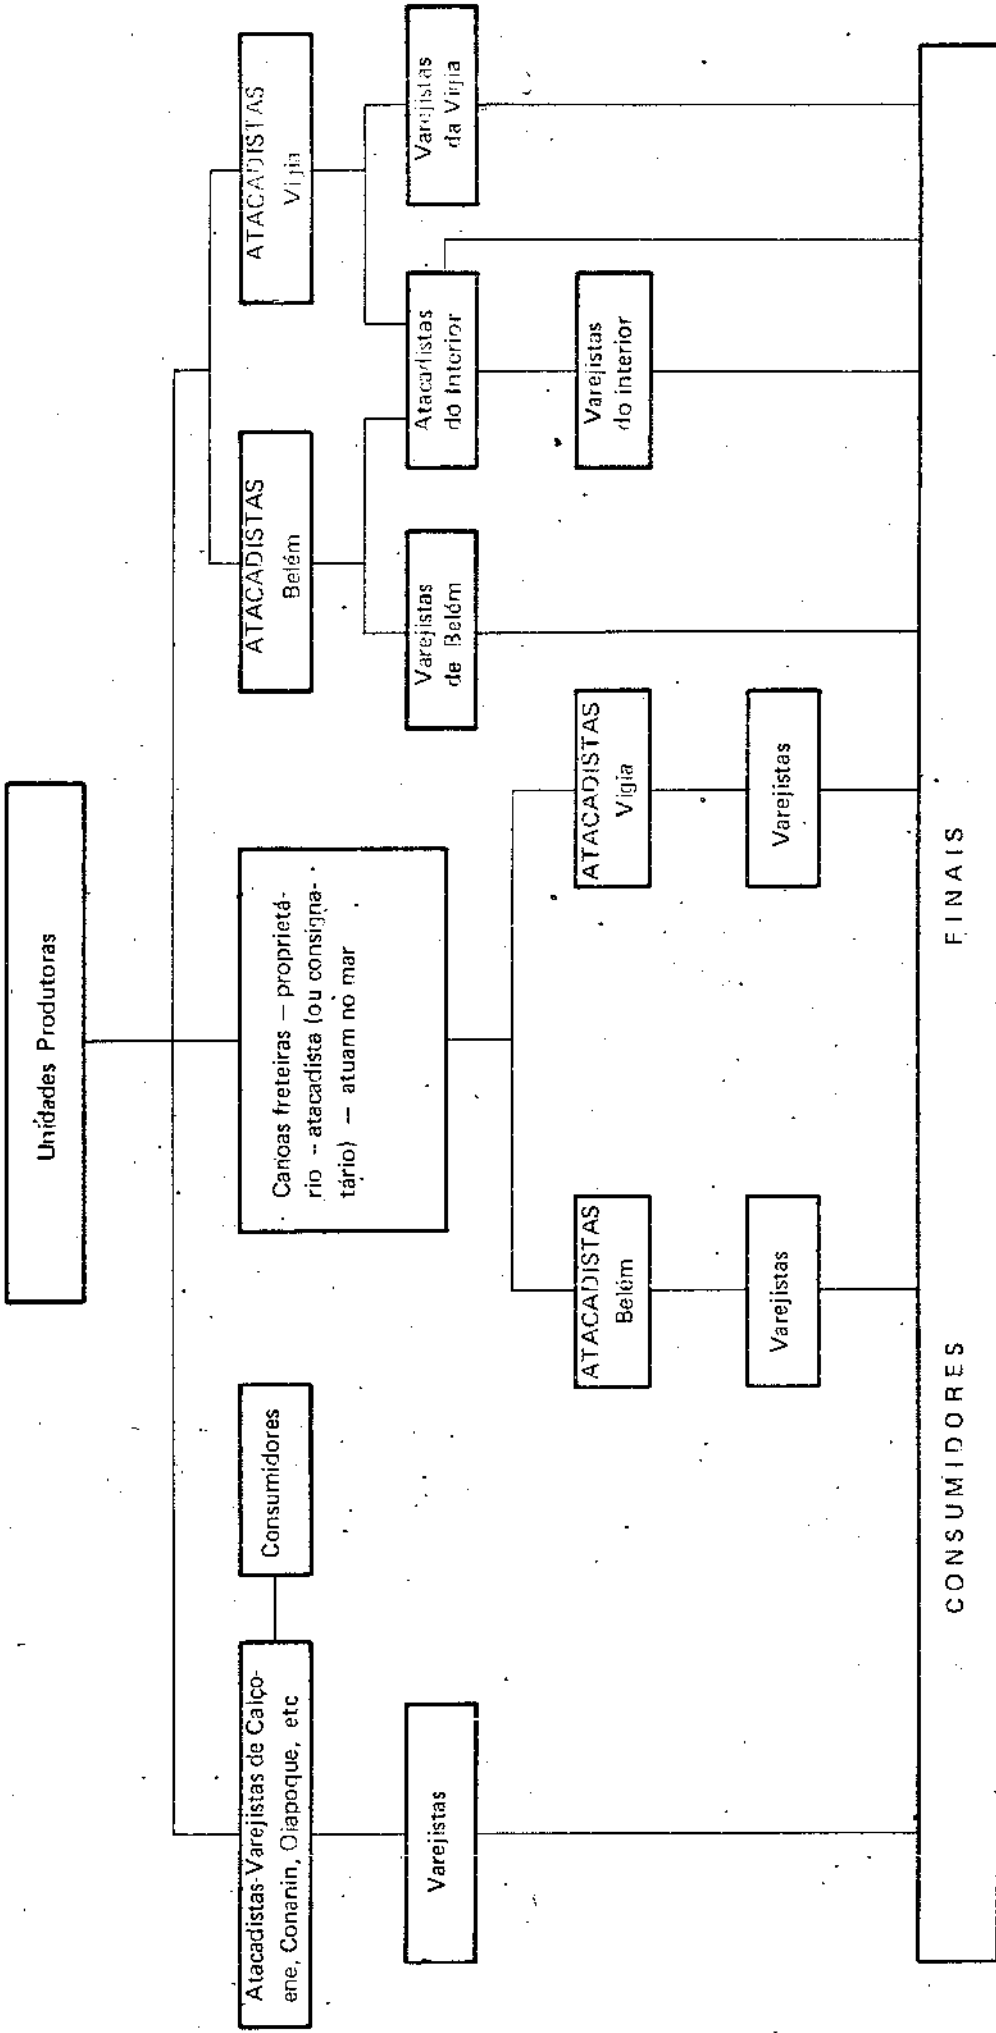 Unidades Produtoras
Atacadistas-Varejistas de Calço-
ene, Conanin, Oiapoque, etc
Consumidores
Canoas freteiras — proprietá-
rio -- atacadista (ou consigna-
tário) — atuam no mar
ATACADISTAS
Belém
ATACADISTAS
Vigia
Varejistas
Varejistas
de Belém
Atacadistas
do Interior
Varejistas
da Vigia
ATACADISTAS
Belém
ATACADISTAS
Vigia
Varejistas
do interior
Varejistas
Varejistas
CONSUMIDORES FINAIS